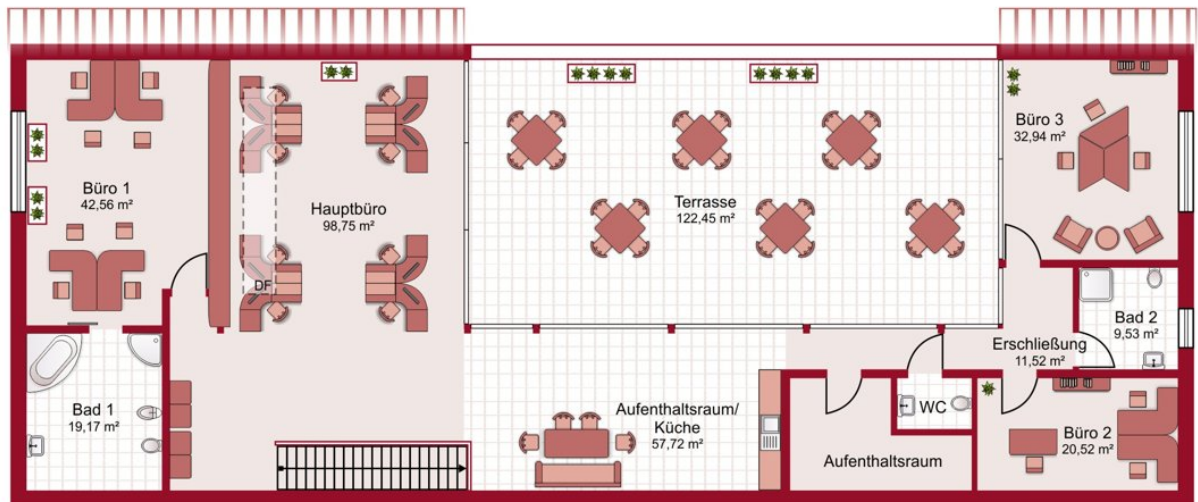 Büro 1
42,56 m²
Hauptbüro
98,75 m²
DF
Terrasse
122,45 m²
Büro 3
32,94 m²
Bad 2
9,53 m²
Erschließung
11,52 m²
Bad 1
19,17 m²
Aufenthaltsraum/
Küche
57,72 m²
WC
Aufenthaltsraum
Büro 2
20,52 m²